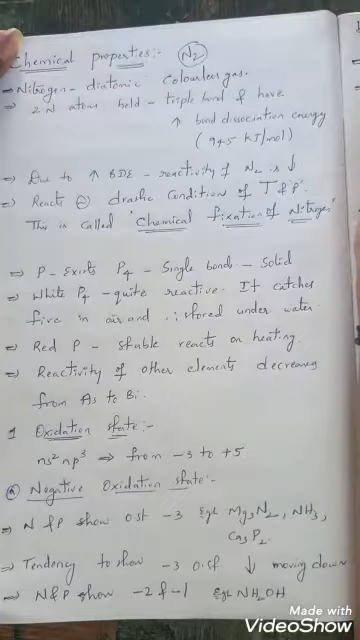 Chemical properties:- N2
→ Nitrogen - diatomic colourless gas.
⇒ 2 N atoms held - triple bond & have
↑ bond dissociation energy
(945 KJ/mol)
⇒ Due to ↑ BDE - reactivity of N2 is ↓
⇒ Reacts @ drastic condition of T & P.
This is called "Chemical fixation of Nitrogen"
⇒ P - Exists P4 - Single bonds - Solid
⇒ White P4 - quite reactive. It catches
fire in air and ∴ stored under water.
⇒ Red P - stable reacts on heating.
⇒ Reactivity of other elements decreases
from As to Bi.
1 Oxidation state:-
ns² np³ ⇒ from -3 to +5
@ Negative Oxidation state:-
⇒ N & P show O.st -3 Eg: Mg3N2, NH3,
Ca3P2.
⇒ Tendency to show -3 O.S ↓ moving down
⇒ N & P show -2 & -1 Eg: NH2OH
Made with
VideoShow